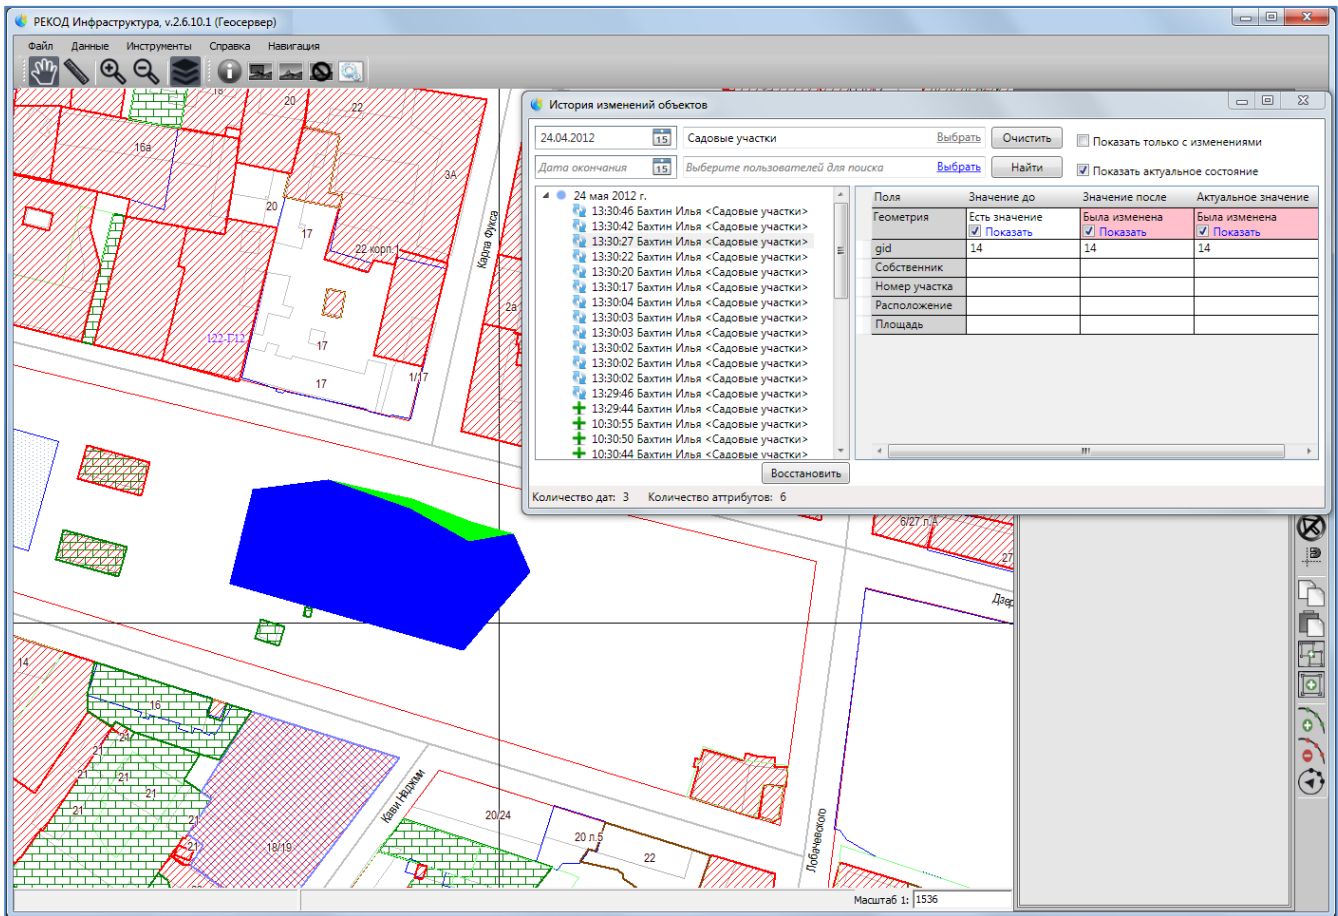 РЕКОД Инфраструктура, v.2.6.10.1 (Геосервер)
Файл Данные Инструменты Справка Навигация
История изменений объектов
24.04.2012 15 Садовые участки Выбрать Очистить Показать только с изменениями
Дата окончания 15 Выберите пользователей для поиска Выбрать Найти Показать актуальное состояние
24 мая 2012 г.
13:30:46 Бахтин Илья <Садовые участки>
13:30:42 Бахтин Илья <Садовые участки>
13:30:27 Бахтин Илья <Садовые участки>
13:30:22 Бахтин Илья <Садовые участки>
13:30:20 Бахтин Илья <Садовые участки>
13:30:17 Бахтин Илья <Садовые участки>
13:30:04 Бахтин Илья <Садовые участки>
13:30:03 Бахтин Илья <Садовые участки>
13:30:03 Бахтин Илья <Садовые участки>
13:30:02 Бахтин Илья <Садовые участки>
13:30:02 Бахтин Илья <Садовые участки>
13:30:02 Бахтин Илья <Садовые участки>
13:29:46 Бахтин Илья <Садовые участки>
13:29:44 Бахтин Илья <Садовые участки>
10:30:55 Бахтин Илья <Садовые участки>
10:30:50 Бахтин Илья <Садовые участки>
10:30:44 Бахтин Илья <Садовые участки>
Поля Значение до Значение после Актуальное значение
Геометрия Есть значение Была изменена Была изменена
Показать Показать Показать
gid 14 14 14
Собственник
Номер участка
Расположение
Площадь
Восстановить
Количество дат: 3 Количество аттрибутов: 6
18
20
22
16а
3А
20
17
22 корп.1
Карла Фукса
2а
122-Г12
17
17
1/17
6/27 л.А
27
Дзер
14
16
24
21
21
21
21
21
21
21
18/19
Кави Наджми
20/24
20 л.5
22
Лобачевского
Масштаб 1: 1536